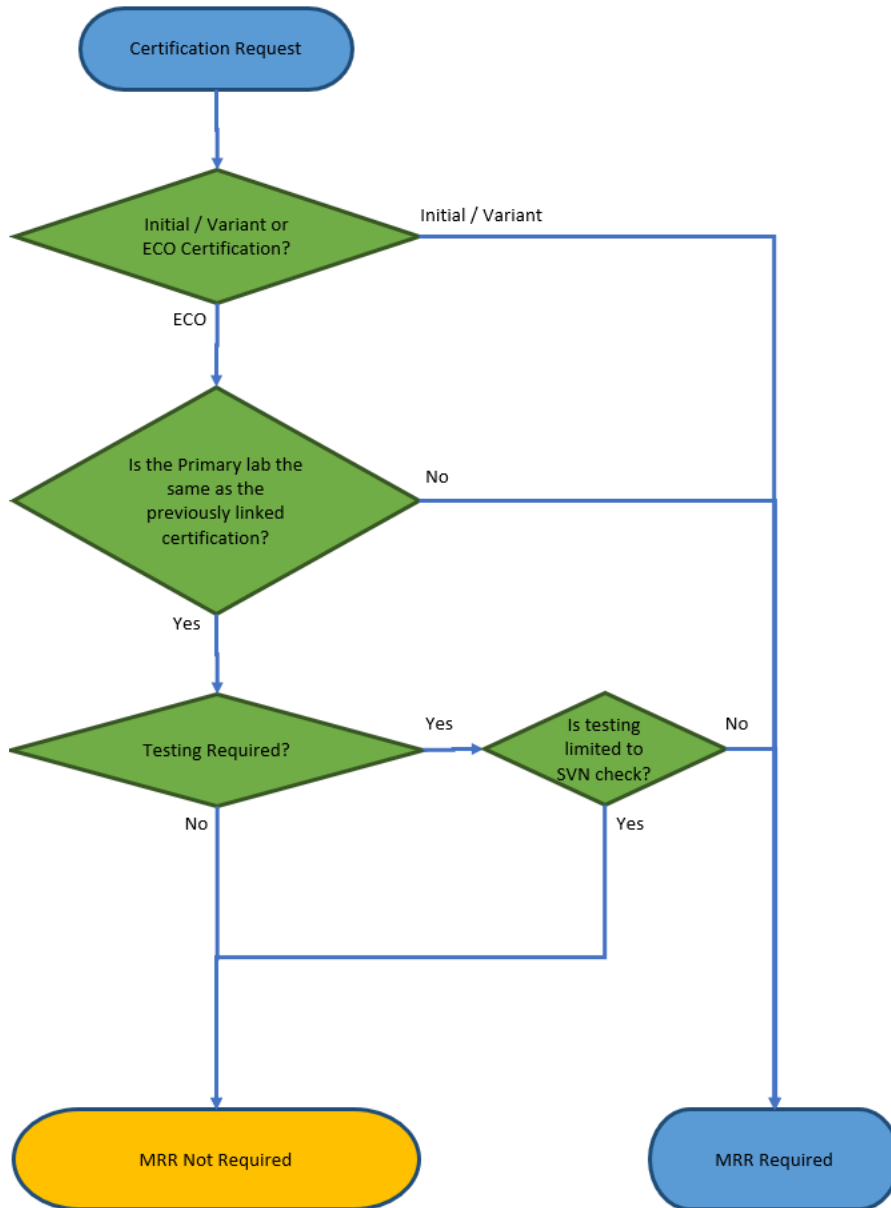 Certification Request
Initial / Variant or
ECO Certification?
Initial / Variant
ECO
Is the Primary lab the
same as the
previously linked
certification?
No
Yes
Testing Required?
Yes
Is testing
limited to
SVN check?
No
No
Yes
MRR Not Required
MRR Required